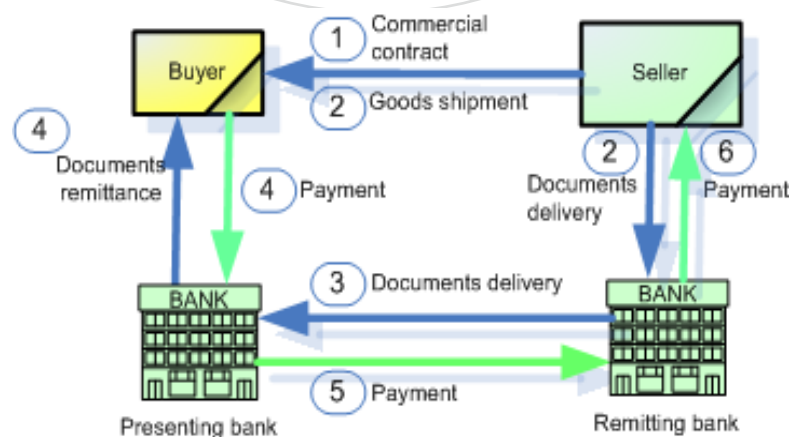 1
Commercial
contract
Buyer
Seller
2
Goods shipment
4
Documents
remittance
4
Payment
2
Documents
delivery
6
Payment
BANK
3
Documents delivery
BANK
5
Payment
Presenting bank
Remitting bank